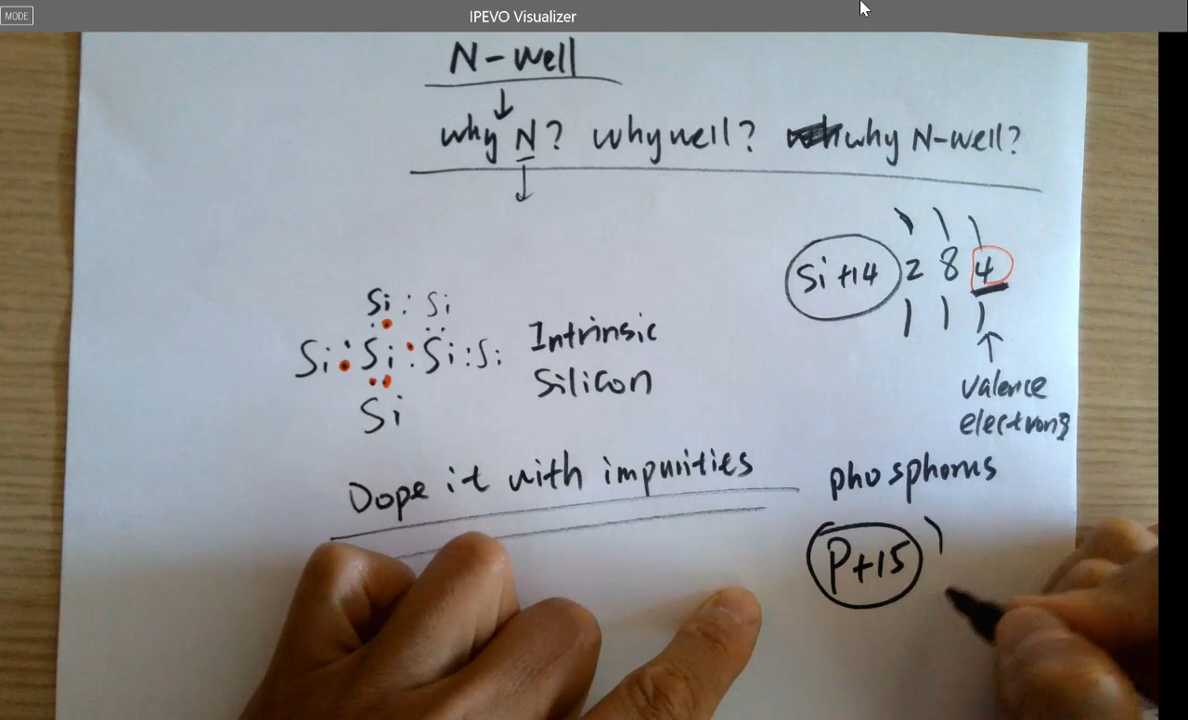 MODE
IPEVO Visualizer
N-well
why N? why well? why N-well?
Si+14 2 8 4
Si : Si
Si Si : Si : Si
Si
Intrinsic
Silicon
valence
electrons
Dope it with impurities
phosphorus
P+15